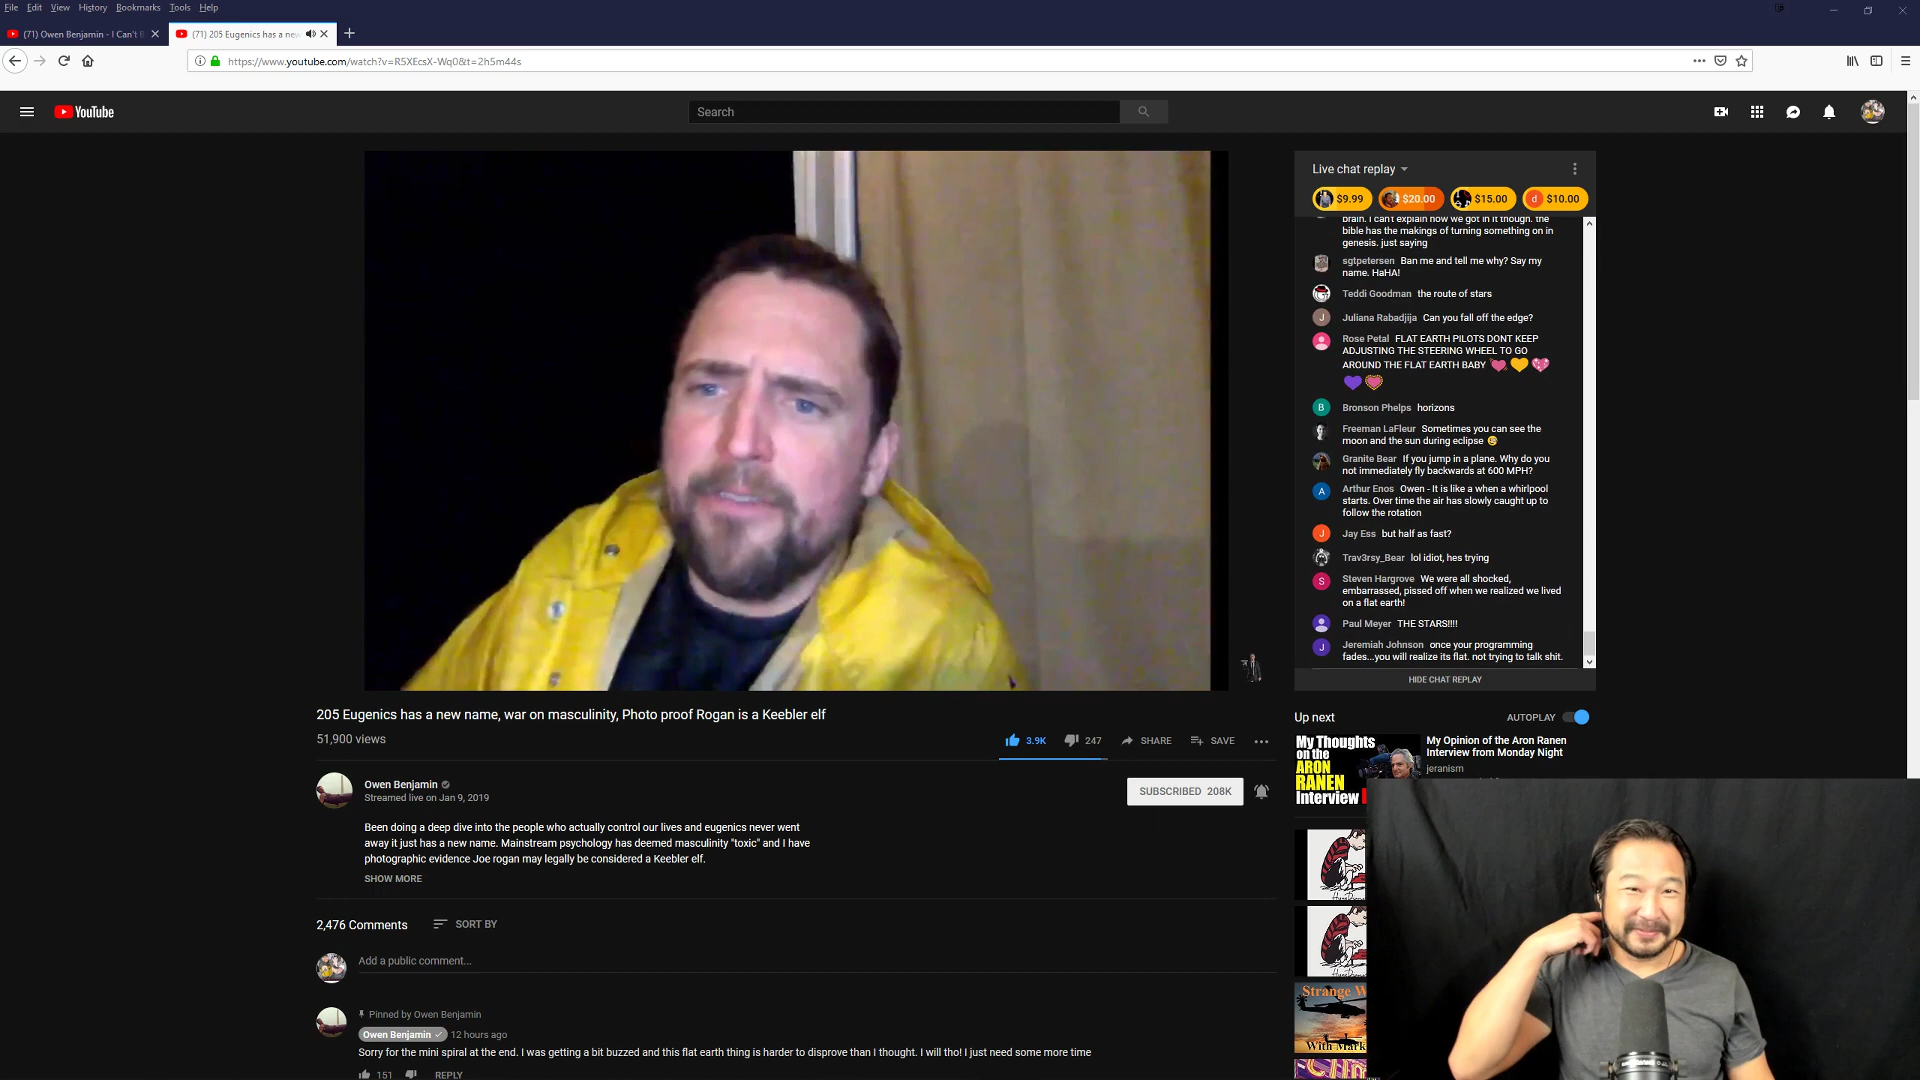 File Edit View History Bookmarks Tools Help
(71) Owen Benjamin - I Can't B
(71) 205 Eugenics has a new
https://www.youtube.com/watch?v=R5XEcsX-Wq0&t=2h5m44s
YouTube
Search
Live chat replay
$9.99 $20.00 $15.00 d $10.00
brain. I can't explain how we got in it though. the
bible has the makings of turning something on in
genesis. just saying
sgtpetersen Ban me and tell me why? Say my
name. HaHA!
Teddi Goodman the route of stars
J Juliana Rabadjija Can you fall off the edge?
Rose Petal FLAT EARTH PILOTS DONT KEEP
ADJUSTING THE STEERING WHEEL TO GO
AROUND THE FLAT EARTH BABY
B Bronson Phelps horizons
Freeman LaFleur Sometimes you can see the
moon and the sun during eclipse
Granite Bear If you jump in a plane. Why do you
not immediately fly backwards at 600 MPH?
A Arthur Enos Owen - It is like a when a whirlpool
starts. Over time the air has slowly caught up to
follow the rotation
J Jay Ess but half as fast?
Trav3rsy_Bear lol idiot, hes trying
S Steven Hargrove We were all shocked,
embarrassed, pissed off when we realized we lived
on a flat earth!
Paul Meyer THE STARS!!!!
J Jeremiah Johnson once your programming
fades...you will realize its flat. not trying to talk shit.
HIDE CHAT REPLAY
205 Eugenics has a new name, war on masculinity, Photo proof Rogan is a Keebler elf
51,900 views
3.9K 247 SHARE SAVE
Owen Benjamin
Streamed live on Jan 9, 2019
SUBSCRIBED 208K
Been doing a deep dive into the people who actually control our lives and eugenics never went
away it just has a new name. Mainstream psychology has deemed masculinity "toxic" and I have
photographic evidence Joe rogan may legally be considered a Keebler elf.
SHOW MORE
2,476 Comments SORT BY
Add a public comment...
Pinned by Owen Benjamin
Owen Benjamin 12 hours ago
Sorry for the mini spiral at the end. I was getting a bit buzzed and this flat earth thing is harder to disprove than I thought. I will tho! I just need some more time
151 REPLY
Up next AUTOPLAY
My Thoughts
on the
ARON
RANEN
Interview
My Opinion of the Aron Ranen
Interview from Monday Night
jeranism
Strange W
With Mark